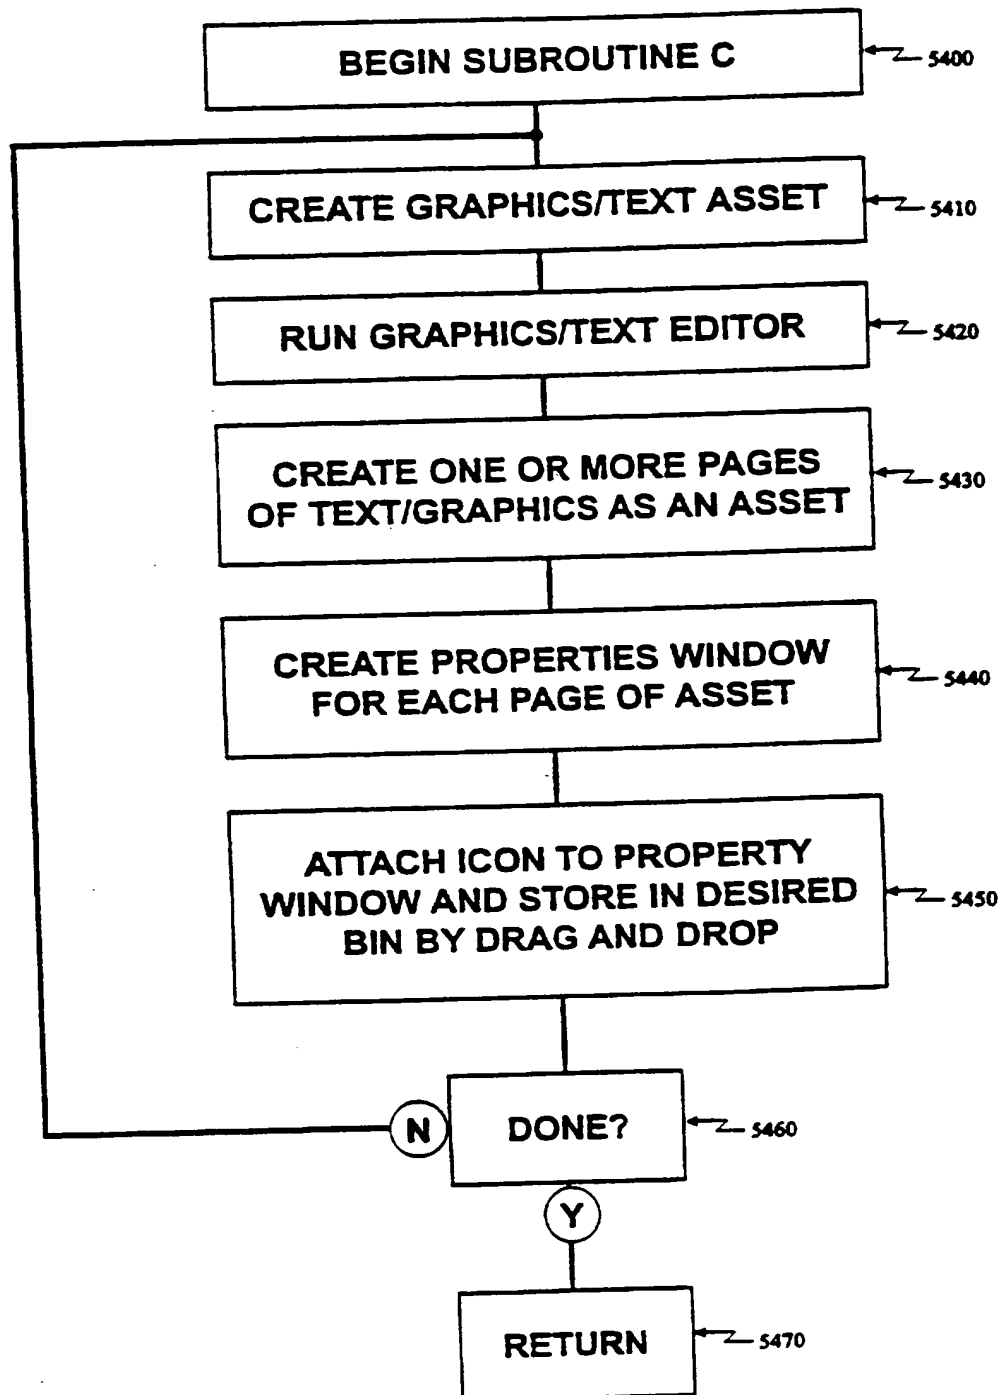 BEGIN SUBROUTINE C
5400
CREATE GRAPHICS/TEXT ASSET
5410
RUN GRAPHICS/TEXT EDITOR
5420
CREATE ONE OR MORE PAGES
OF TEXT/GRAPHICS AS AN ASSET
5430
CREATE PROPERTIES WINDOW
FOR EACH PAGE OF ASSET
5440
ATTACH ICON TO PROPERTY
WINDOW AND STORE IN DESIRED
BIN BY DRAG AND DROP
5450
N
DONE?
5460
Y
RETURN
5470